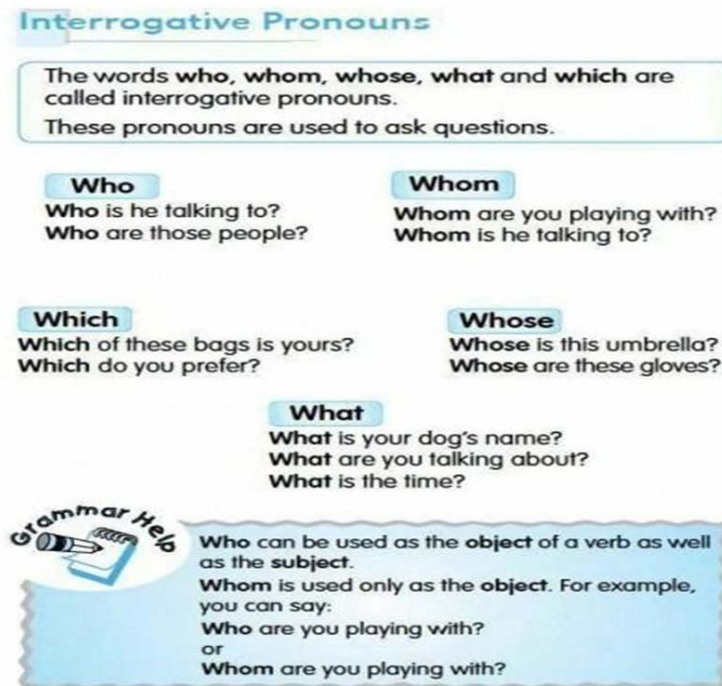 Interrogative Pronouns
The words who, whom, whose, what and which are
called interrogative pronouns.
These pronouns are used to ask questions.
Who
Who is he talking to?
Who are those people?
Whom
Whom are you playing with?
Whom is he talking to?
Which
Which of these bags is yours?
Which do you prefer?
Whose
Whose is this umbrella?
Whose are these gloves?
What
What is your dog's name?
What are you talking about?
What is the time?
Grammar Help
Who can be used as the object of a verb as well
as the subject.
Whom is used only as the object. For example,
you can say:
Who are you playing with?
or
Whom are you playing with?